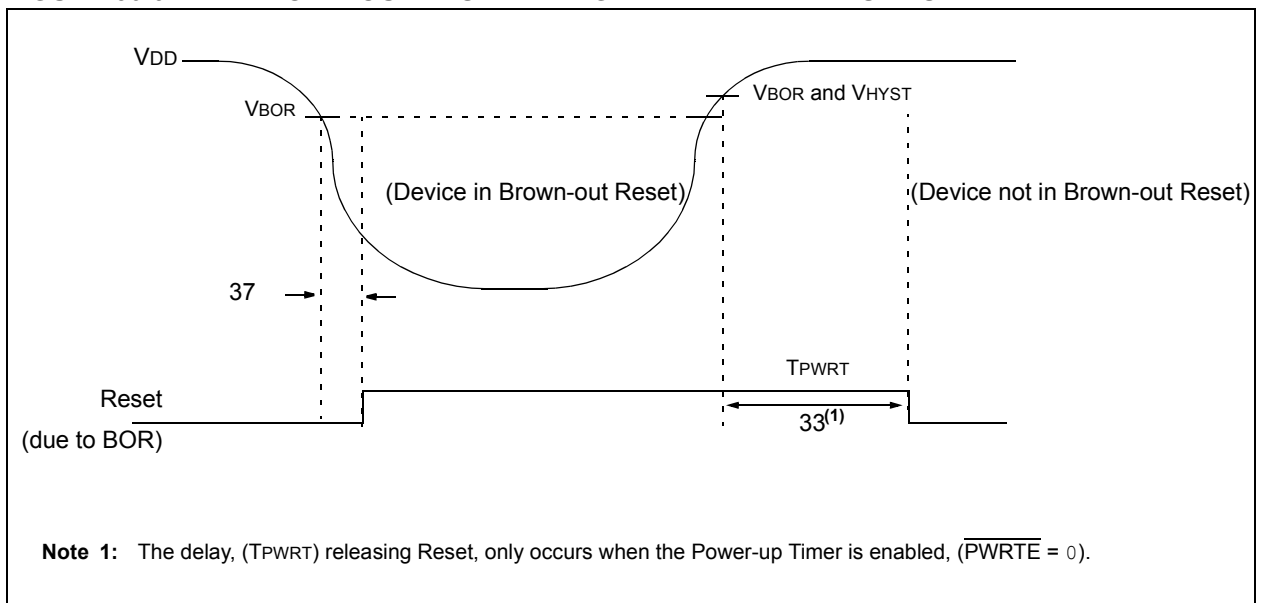 VDD
VBOR
VBOR and VHYST
(Device in Brown-out Reset)
(Device not in Brown-out Reset)
37
TPWRT
Reset
(due to BOR)
33(1)
Note 1: The delay, (TPWRT) releasing Reset, only occurs when the Power-up Timer is enabled, (PWRTE = 0).